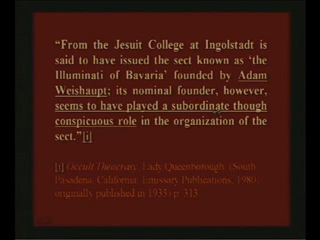 “From the Jesuit College at Ingolstadt is
said to have issued the sect known as ‘the
Illuminati of Bavaria’ founded by Adam
Weishaupt; its nominal founder, however,
seems to have played a subordinate though
conspicuous role in the organization of the
sect.”[i]
[i] Occult Theocrasy, Lady Queenborough, (South
Pasadena, California, Emissary Publications, 1980,
originally published in 1933) p. 313